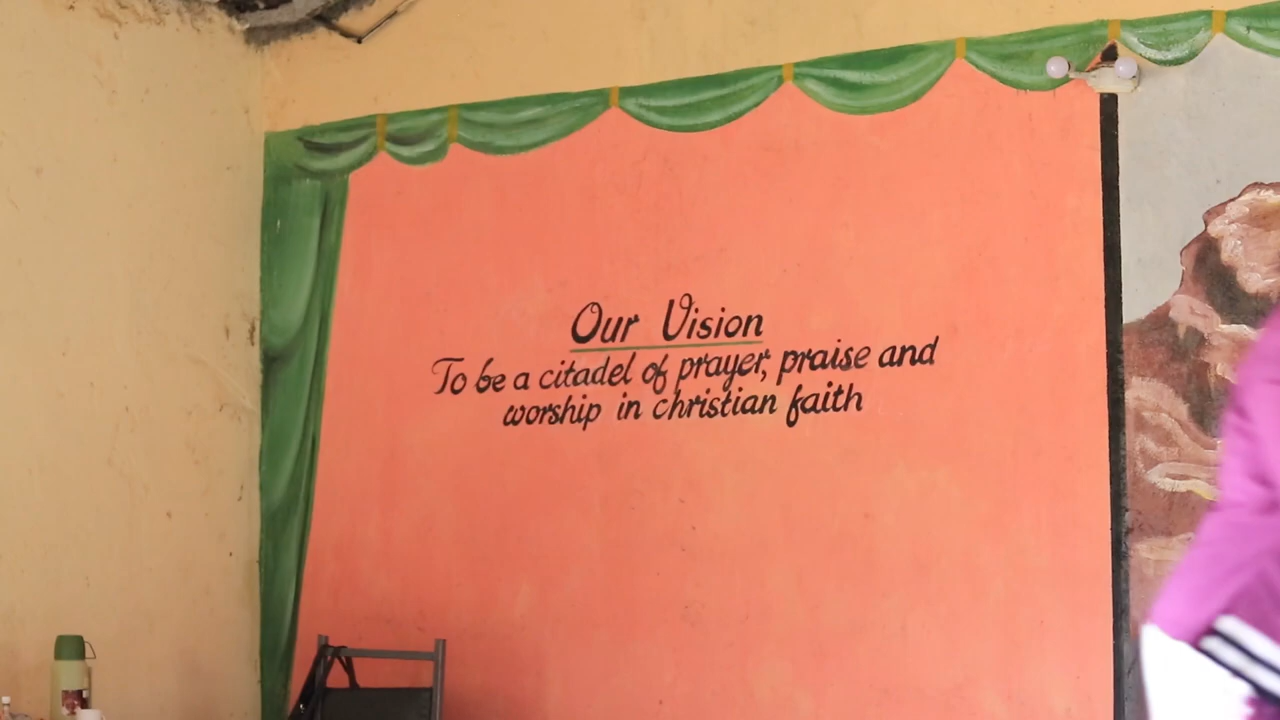 Our Vision
To be a citadel of prayer, praise and
worship in christian faith